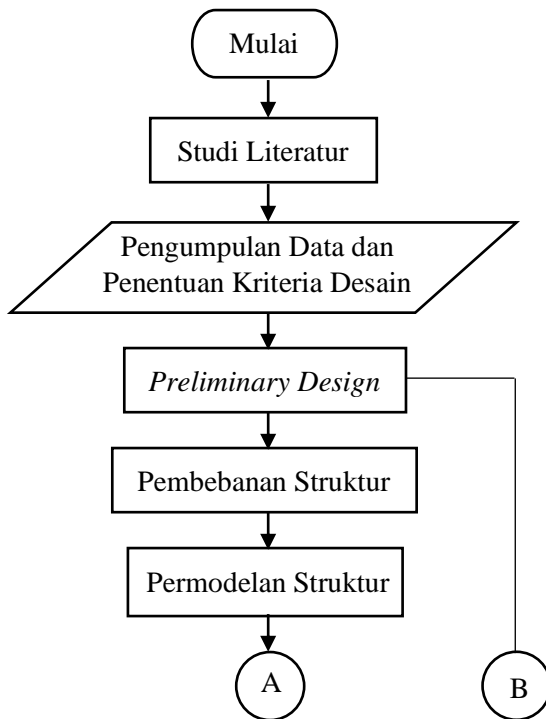 Mulai
Studi Literatur
Pengumpulan Data dan
Penentuan Kriteria Desain
Preliminary Design
Pembebanan Struktur
Permodelan Struktur
A
B